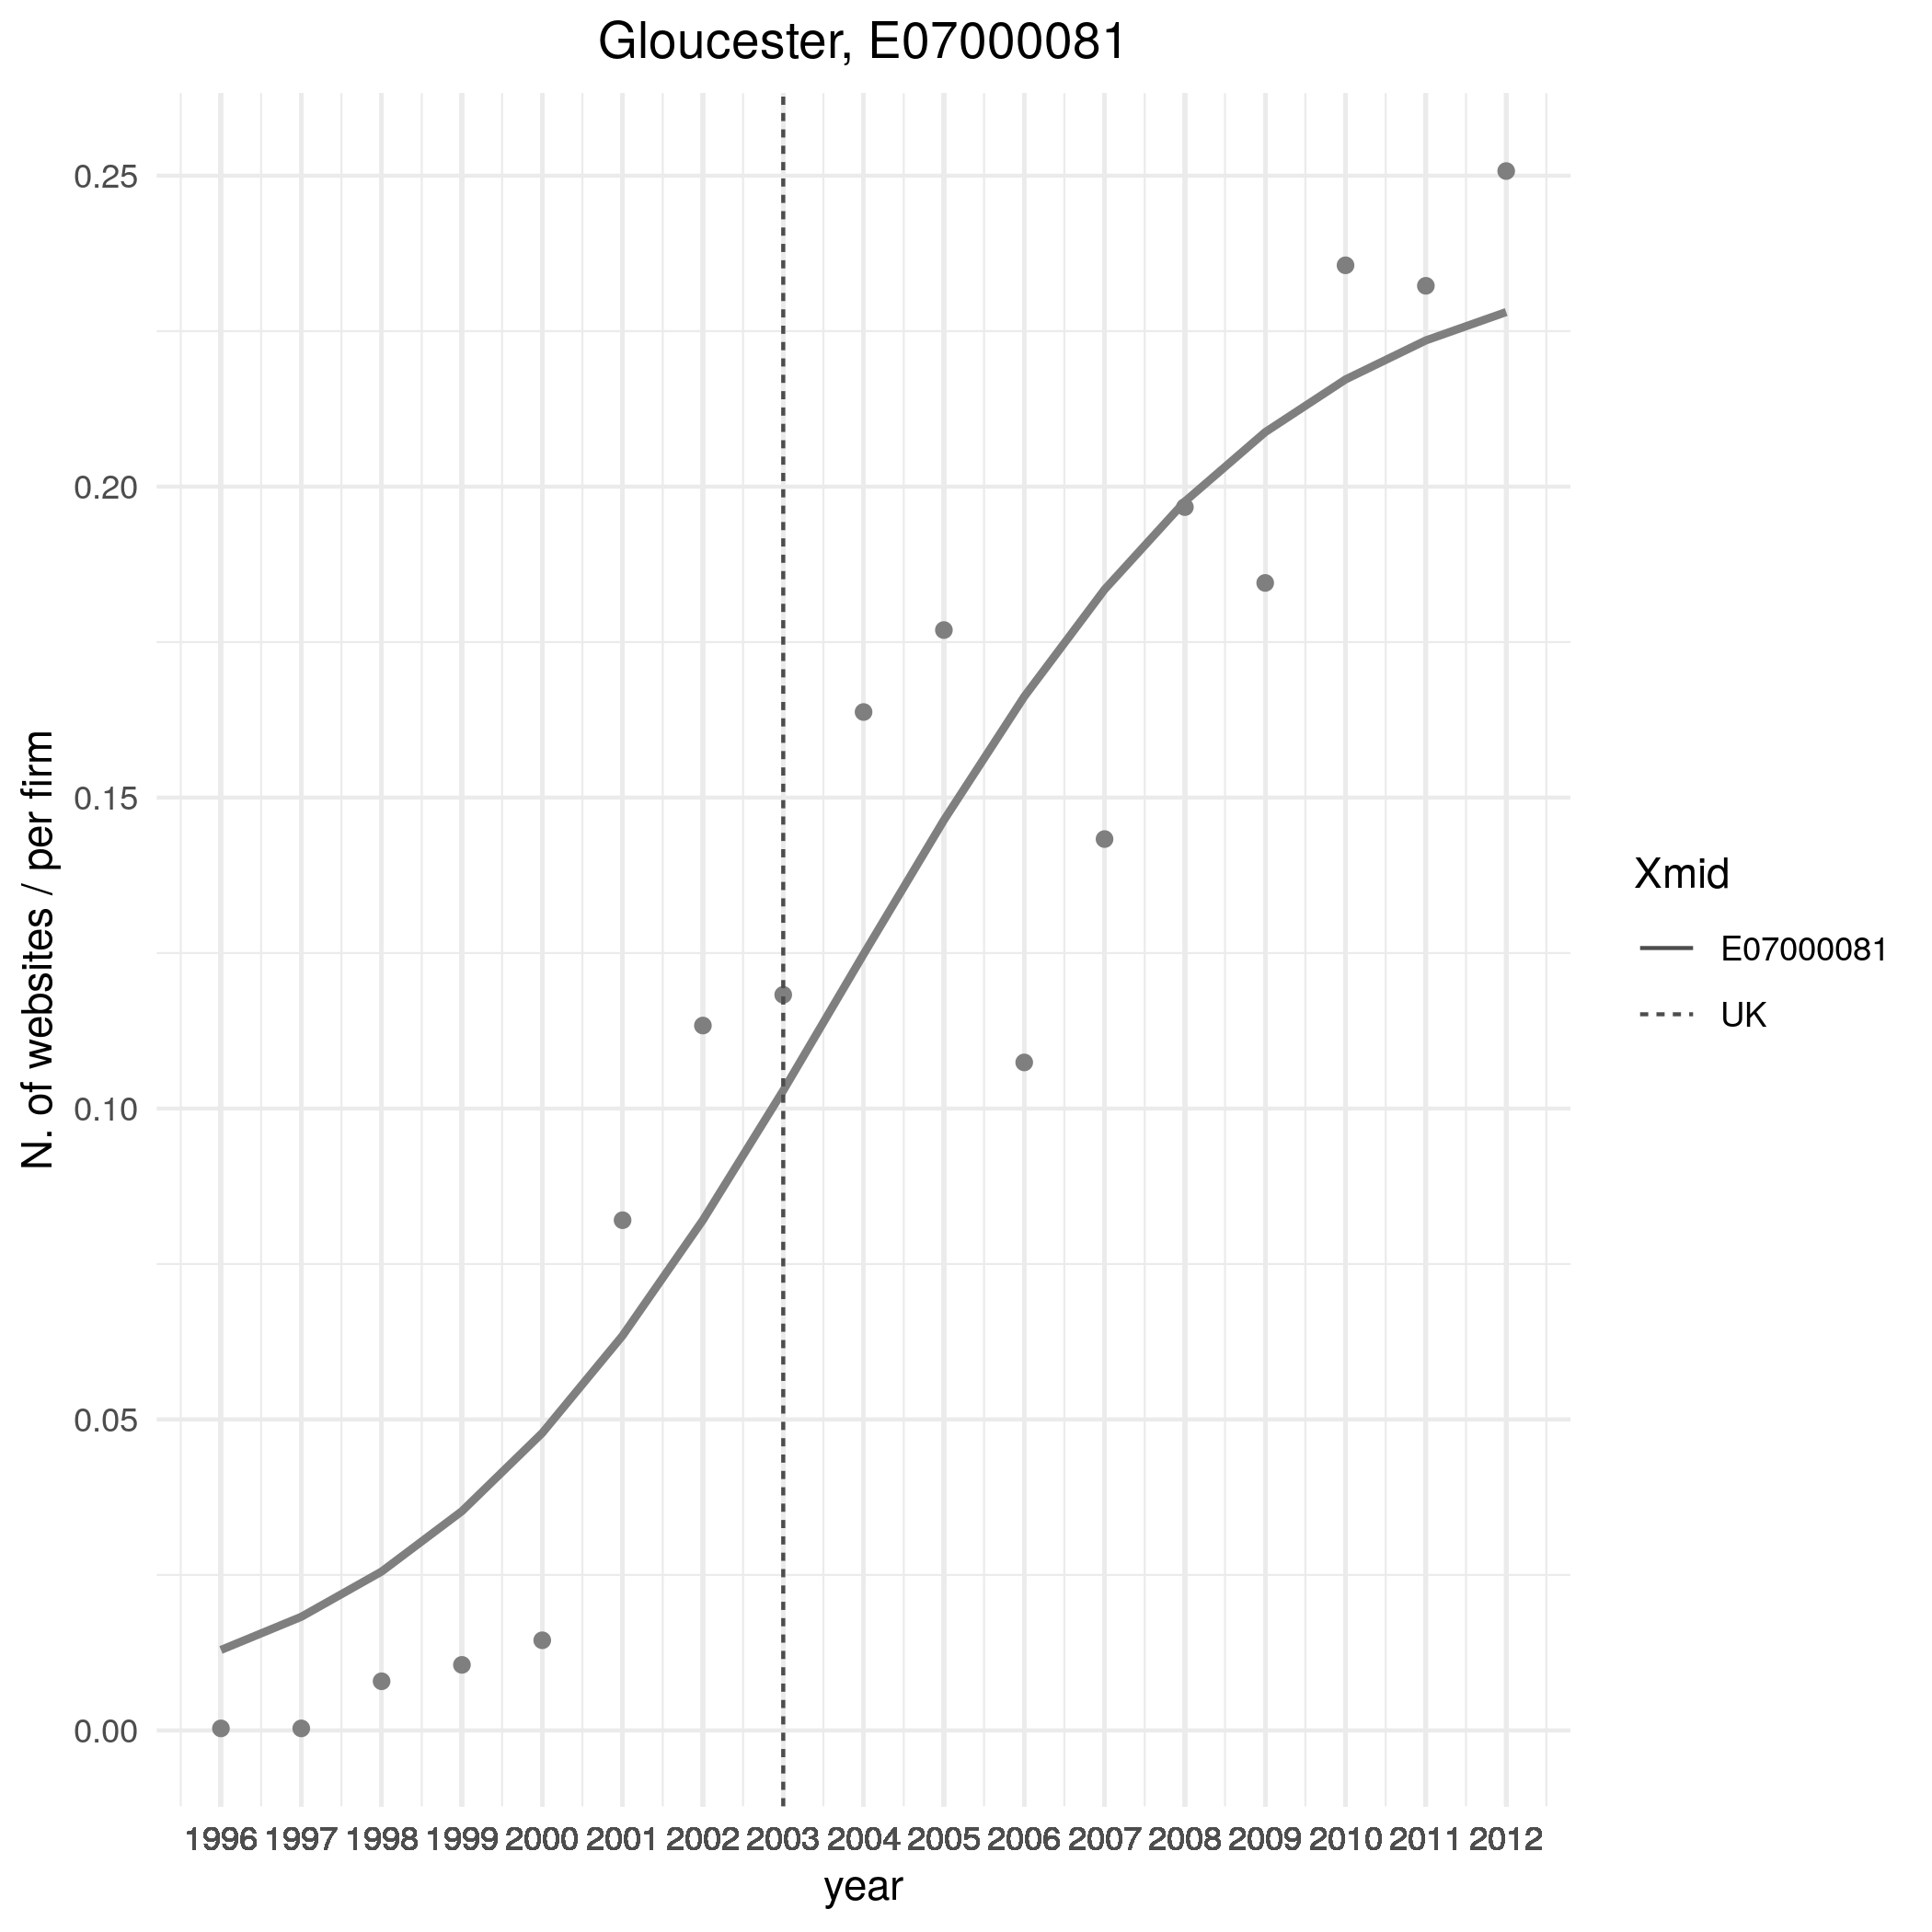 Gloucester, E07000081
0.25
0.20
0.15
0.10
0.05
0.00
N. of websites / per firm
1996 1997 1998 1999 2000 2001 2002 2003 2004 2005 2006 2007 2008 2009 2010 2011 2012
year
Xmid
E07000081
UK